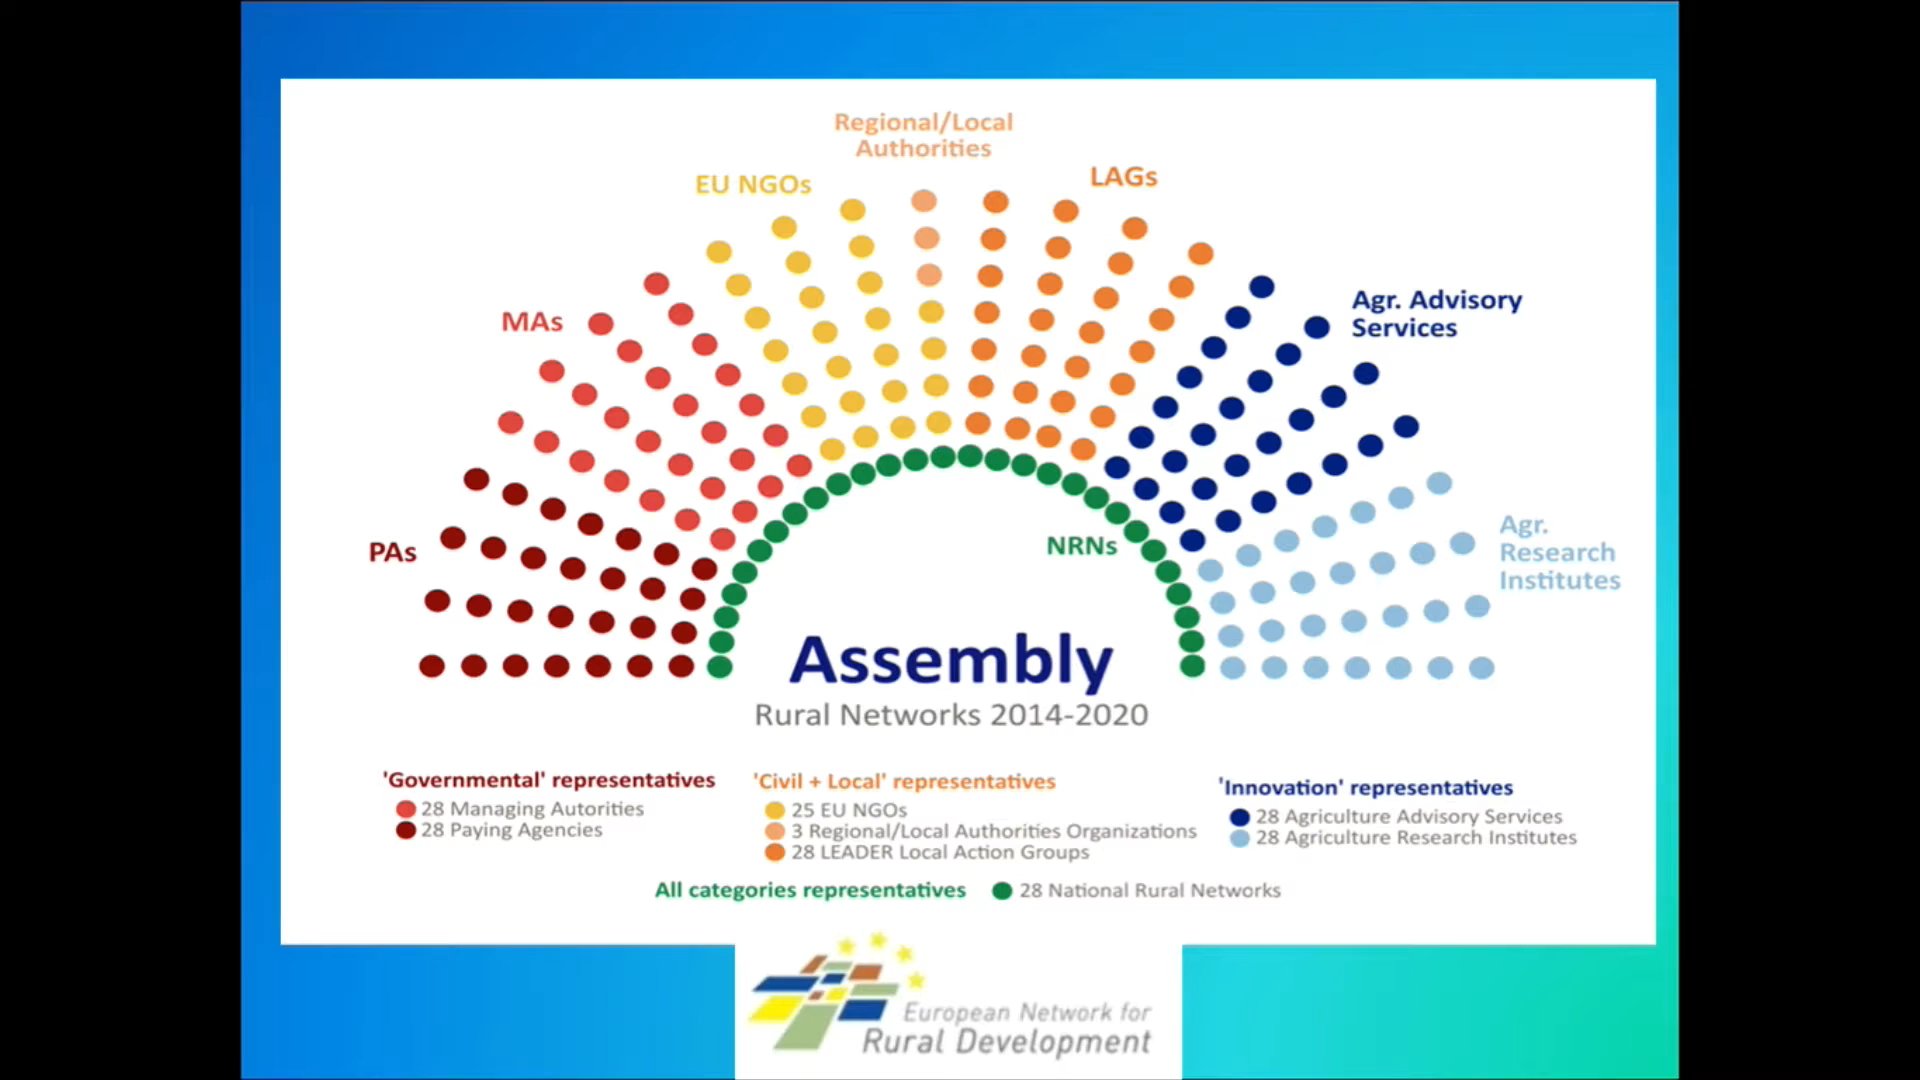 Regional/Local
Authorities
EU NGOs
LAGs
MAs
Agr. Advisory
Services
PAs
NRNs
Agr.
Research
Institutes
Assembly
Rural Networks 2014-2020
'Governmental' representatives
28 Managing Autorities
28 Paying Agencies
'Civil + Local' representatives
25 EU NGOs
3 Regional/Local Authorities Organizations
28 LEADER Local Action Groups
'Innovation' representatives
28 Agriculture Advisory Services
28 Agriculture Research Institutes
All categories representatives
28 National Rural Networks
European Network for
Rural Development